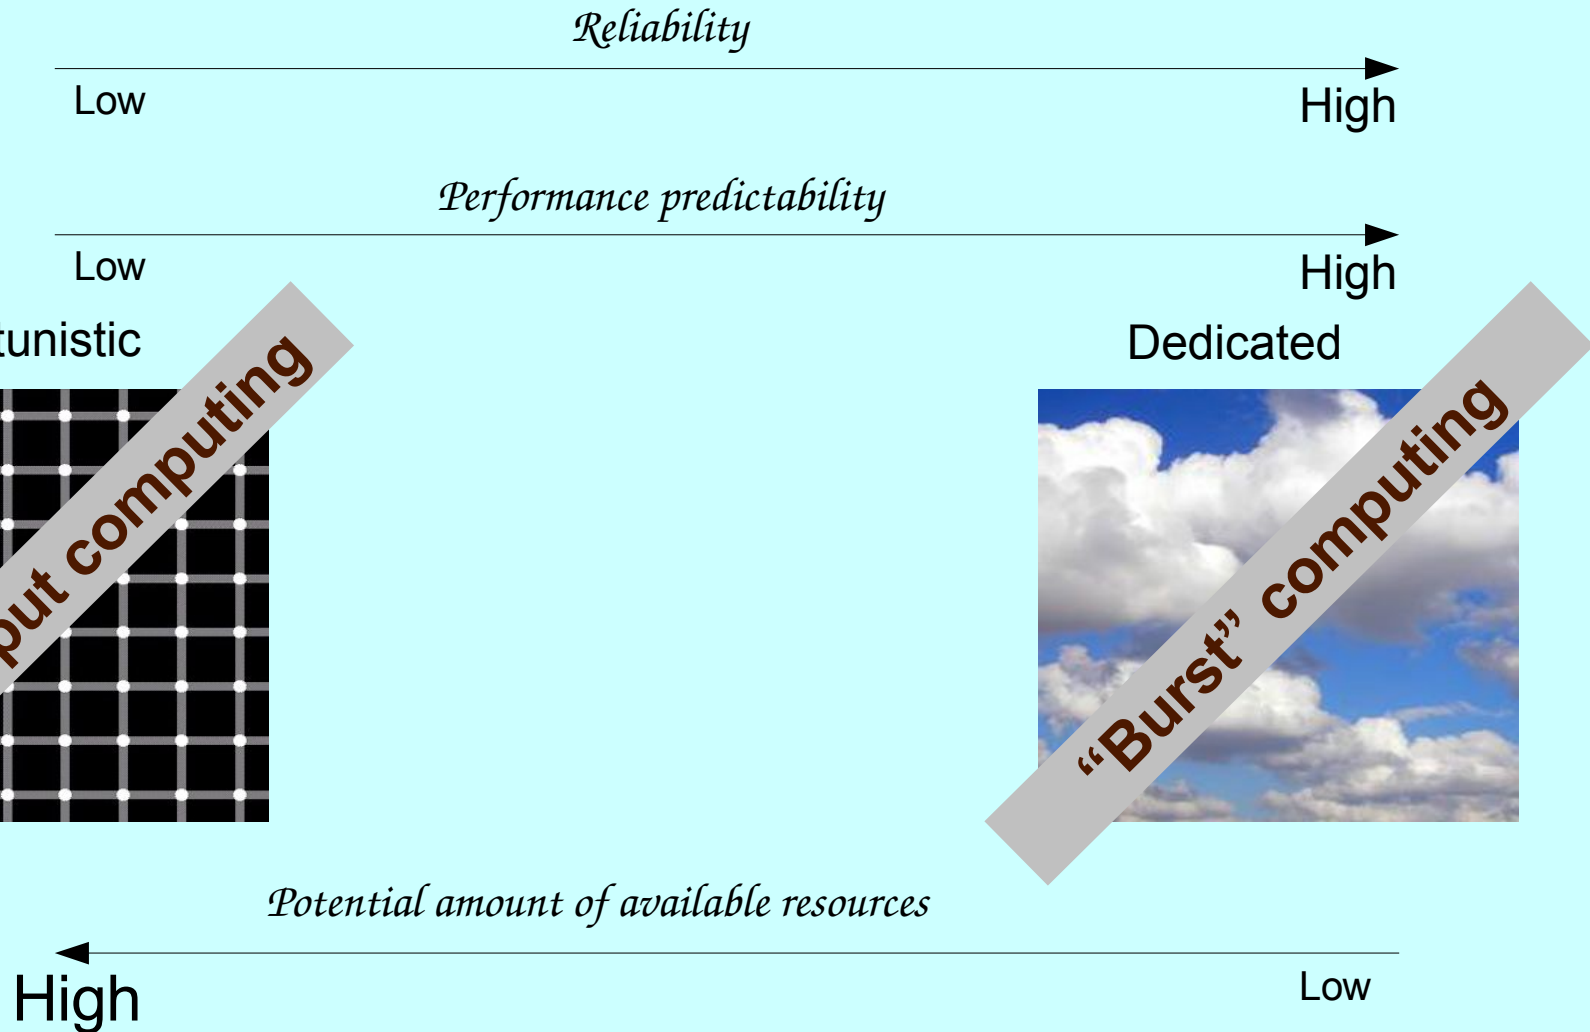 Reliability
Low
High
Performance predictability
Low
High
tunistic
Dedicated
put computing
“Burst” computing
Potential amount of available resources
High
Low